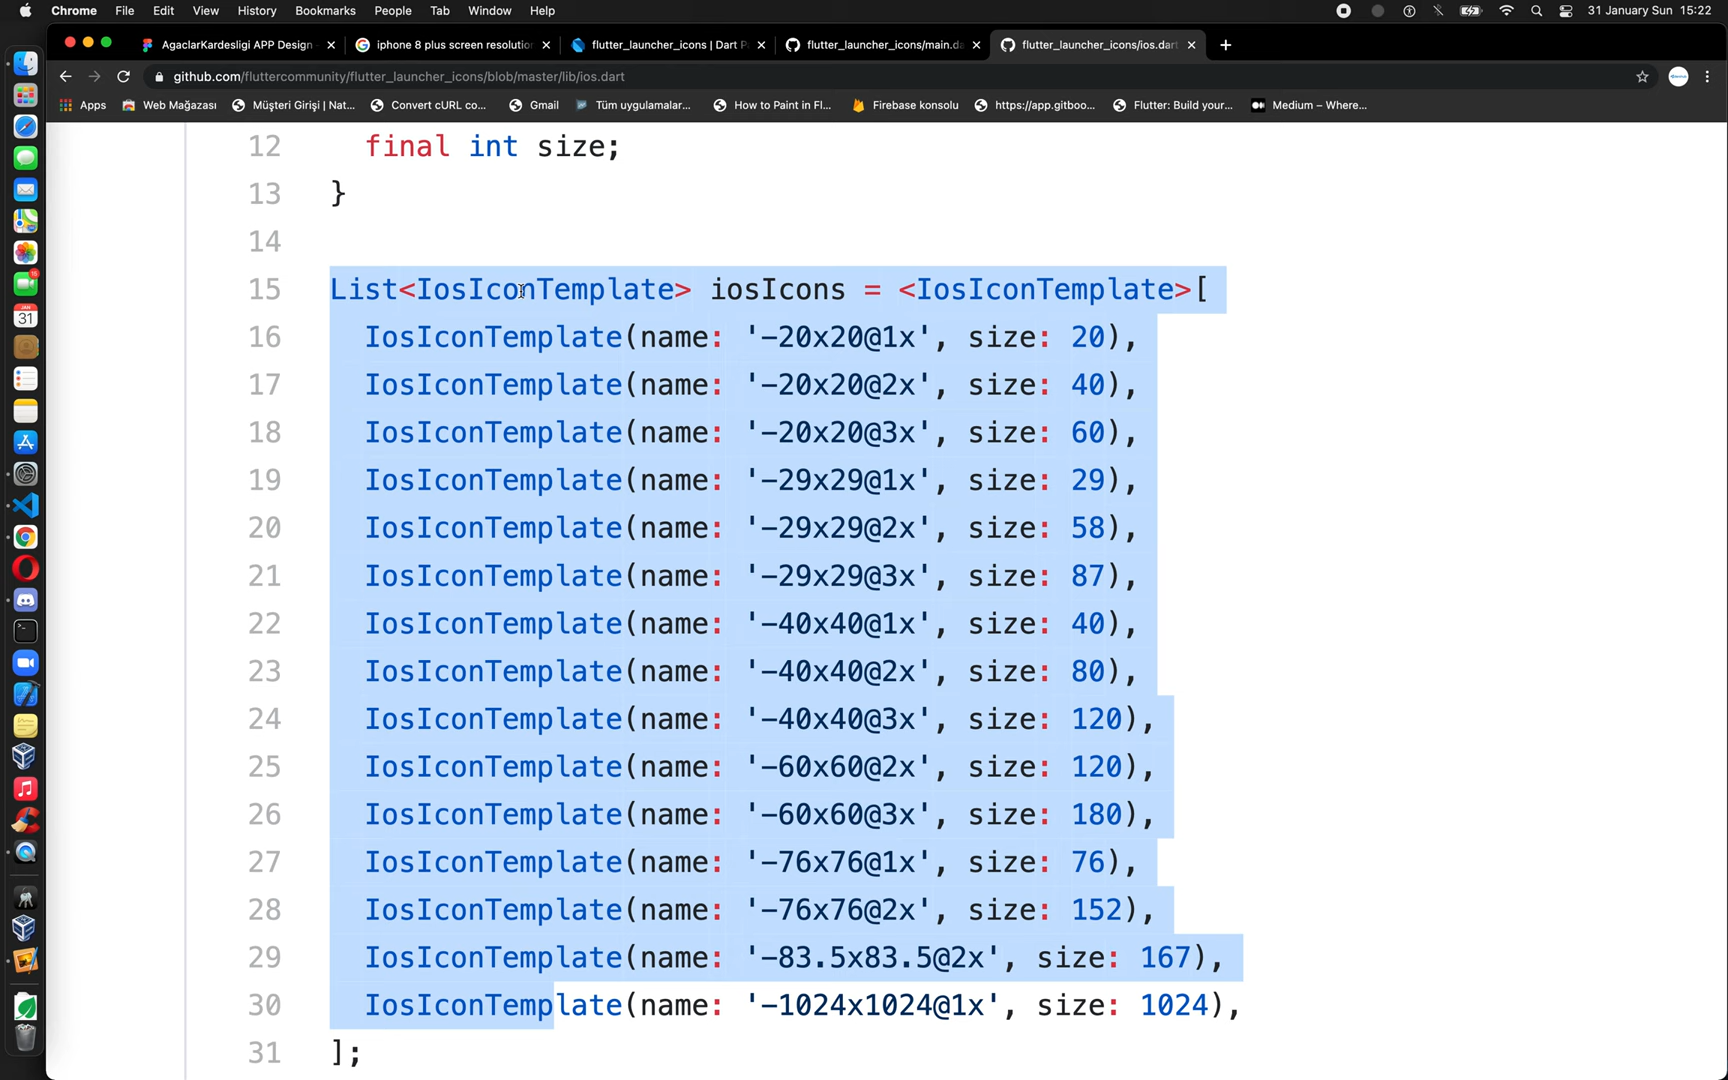 Chrome File Edit View History Bookmarks People Tab Window Help 31 January Sun 15:22
AgaclarKardesligi APP Design
iphone 8 plus screen resolutio
flutter_launcher_icons | Dart P
flutter_launcher_icons/main.da
flutter_launcher_icons/ios.dart
github.com/fluttercommunity/flutter_launcher_icons/blob/master/lib/ios.dart
Apps Web Mağazası Müşteri Girişi | Nat... Convert cURL co... Gmail Tüm uygulamalar... How to Paint in Fl... Firebase konsolu https://app.gitboo... Flutter: Build your... Medium – Where...
12 final int size;
13 }
14
15 List<IosIconTemplate> iosIcons = <IosIconTemplate>[
16 IosIconTemplate(name: '-20x20@1x', size: 20),
17 IosIconTemplate(name: '-20x20@2x', size: 40),
18 IosIconTemplate(name: '-20x20@3x', size: 60),
19 IosIconTemplate(name: '-29x29@1x', size: 29),
20 IosIconTemplate(name: '-29x29@2x', size: 58),
21 IosIconTemplate(name: '-29x29@3x', size: 87),
22 IosIconTemplate(name: '-40x40@1x', size: 40),
23 IosIconTemplate(name: '-40x40@2x', size: 80),
24 IosIconTemplate(name: '-40x40@3x', size: 120),
25 IosIconTemplate(name: '-60x60@2x', size: 120),
26 IosIconTemplate(name: '-60x60@3x', size: 180),
27 IosIconTemplate(name: '-76x76@1x', size: 76),
28 IosIconTemplate(name: '-76x76@2x', size: 152),
29 IosIconTemplate(name: '-83.5x83.5@2x', size: 167),
30 IosIconTemplate(name: '-1024x1024@1x', size: 1024),
31 ];
JAN
31